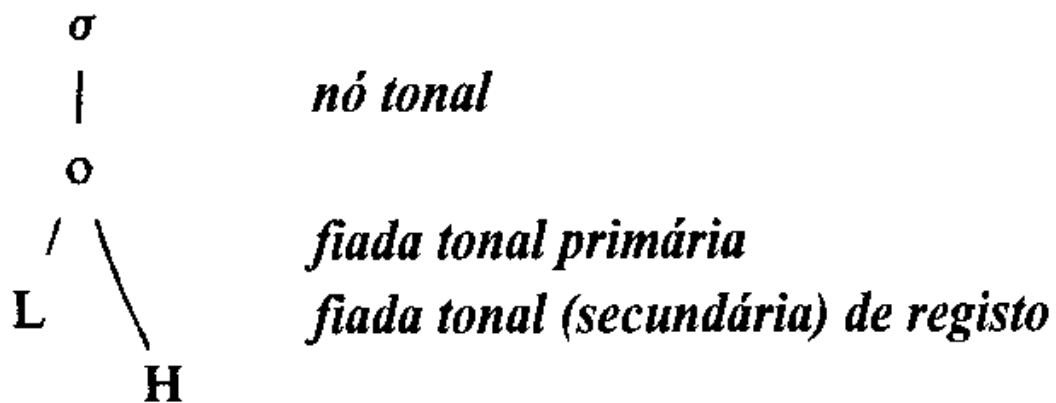 σ
nó tonal
o
fiada tonal primária
L fiada tonal (secundária) de registo
H